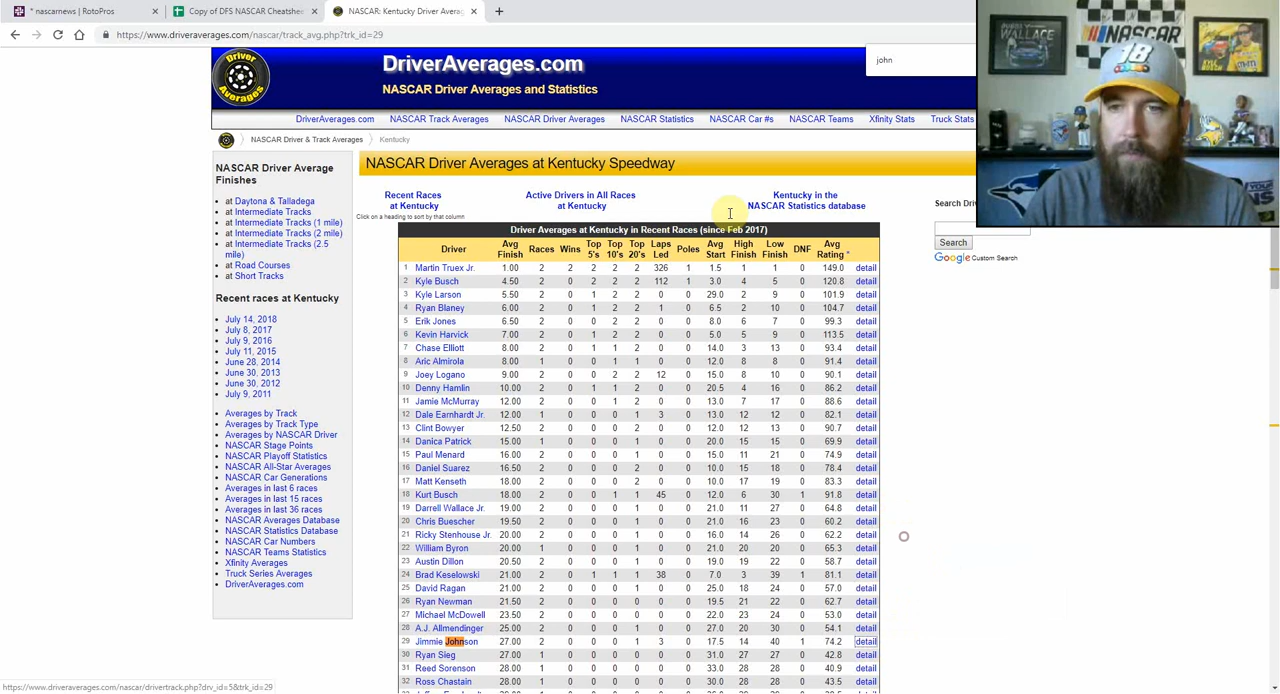 * nascarnews | RotoPros
Copy of DFS NASCAR Cheatshee
NASCAR: Kentucky Driver Averag
https://www.driveraverages.com/nascar/track_avg.php?trk_id=29
Driver
Averages
DriverAverages.com
NASCAR Driver Averages and Statistics
john
DriverAverages.com NASCAR Track Averages NASCAR Driver Averages NASCAR Statistics NASCAR Car #s NASCAR Teams Xfinity Stats Truck Stats
NASCAR Driver & Track Averages Kentucky
NASCAR Driver Average
Finishes
at Daytona & Talladega
at Intermediate Tracks
at Intermediate Tracks (1 mile)
at Intermediate Tracks (2 mile)
at Intermediate Tracks (2.5
mile)
at Road Courses
at Short Tracks
Recent races at Kentucky
July 14, 2018
July 8, 2017
July 9, 2016
July 11, 2015
June 28, 2014
June 30, 2013
June 30, 2012
July 9, 2011
Averages by Track
Averages by Track Type
Averages by NASCAR Driver
NASCAR Stage Points
NASCAR Playoff Statistics
NASCAR All-Star Averages
NASCAR Car Generations
Averages in last 6 races
Averages in last 15 races
Averages in last 36 races
NASCAR Averages Database
NASCAR Statistics Database
NASCAR Car Numbers
NASCAR Teams Statistics
Xfinity Averages
Truck Series Averages
DriverAverages.com
NASCAR Driver Averages at Kentucky Speedway
Recent Races
at Kentucky
Active Drivers in All Races
at Kentucky
Kentucky in the
NASCAR Statistics database
Click on a heading to sort by that column
Driver Averages at Kentucky in Recent Races (since Feb 2017)
Driver Avg Finish Races Wins Top 5's Top 10's Top 20's Laps Led Poles Avg Start High Finish Low Finish DNF Avg Rating
1 Martin Truex Jr. 1.00 2 2 2 2 2 326 1 1.5 1 1 0 149.0 detail
2 Kyle Busch 4.50 2 0 2 2 2 112 1 3.0 4 5 0 120.8 detail
3 Kyle Larson 5.50 2 0 1 2 2 0 0 29.0 2 9 0 101.9 detail
4 Ryan Blaney 6.00 2 0 1 2 2 1 0 6.5 2 10 0 104.7 detail
5 Erik Jones 6.50 2 0 0 2 2 0 0 8.0 6 7 0 99.3 detail
6 Kevin Harvick 7.00 2 0 1 2 2 0 0 5.0 5 9 0 113.5 detail
7 Chase Elliott 8.00 2 0 1 1 2 0 0 14.0 3 13 0 93.4 detail
8 Aric Almirola 8.00 1 0 0 1 1 0 0 12.0 8 8 0 91.4 detail
9 Joey Logano 9.00 2 0 0 2 2 12 0 15.0 8 10 0 90.1 detail
10 Denny Hamlin 10.00 2 0 1 1 2 0 0 20.5 4 16 0 86.2 detail
11 Jamie McMurray 12.00 2 0 0 1 2 0 0 13.0 7 17 0 88.6 detail
12 Dale Earnhardt Jr. 12.00 1 0 0 0 1 3 0 13.0 12 12 0 82.1 detail
13 Clint Bowyer 12.50 2 0 0 0 2 0 0 12.0 12 13 0 90.7 detail
14 Danica Patrick 15.00 1 0 0 0 1 0 0 20.0 15 15 0 69.9 detail
15 Paul Menard 16.00 2 0 0 0 1 0 0 15.0 11 21 0 74.9 detail
16 Daniel Suarez 16.50 2 0 0 0 2 0 0 10.0 15 18 0 78.4 detail
17 Matt Kenseth 18.00 2 0 0 0 2 0 0 10.0 17 19 0 83.3 detail
18 Kurt Busch 18.00 2 0 0 1 1 45 0 12.0 6 30 1 91.8 detail
19 Darrell Wallace Jr. 19.00 2 0 0 0 1 0 0 21.0 11 27 0 64.8 detail
20 Chris Buescher 19.50 2 0 0 0 1 0 0 21.0 16 23 0 60.2 detail
21 Ricky Stenhouse Jr. 20.00 2 0 0 0 1 0 0 16.0 14 26 0 62.2 detail
22 William Byron 20.00 1 0 0 0 1 0 0 21.0 20 20 0 65.3 detail
23 Austin Dillon 20.50 2 0 0 0 1 0 0 19.0 19 22 0 58.7 detail
24 Brad Keselowski 21.00 2 0 1 1 1 38 0 7.0 3 39 1 81.1 detail
25 David Ragan 21.00 2 0 0 0 1 0 0 25.0 18 24 0 57.0 detail
26 Ryan Newman 21.50 2 0 0 0 0 0 0 19.5 21 22 0 62.7 detail
27 Michael McDowell 23.50 2 0 0 0 0 0 0 22.0 23 24 0 53.0 detail
28 A.J. Allmendinger 25.00 2 0 0 0 1 0 0 27.0 20 30 0 54.1 detail
29 Jimmie Johnson 27.00 2 0 0 0 1 3 0 17.5 14 40 1 74.2 detail
30 Ryan Sieg 27.00 1 0 0 0 0 0 0 31.0 27 27 0 42.8 detail
31 Reed Sorenson 28.00 1 0 0 0 0 0 0 33.0 28 28 0 40.9 detail
32 Ross Chastain 28.00 1 0 0 0 0 0 0 34.0 28 28 0 43.5 detail
Search Driv
Search
Google Custom Search
RUSTY WALLACE
NASCAR
KYLE BUSCH
18
https://www.driveraverages.com/nascar/drivertrack.php?drv_id=5&trk_id=29